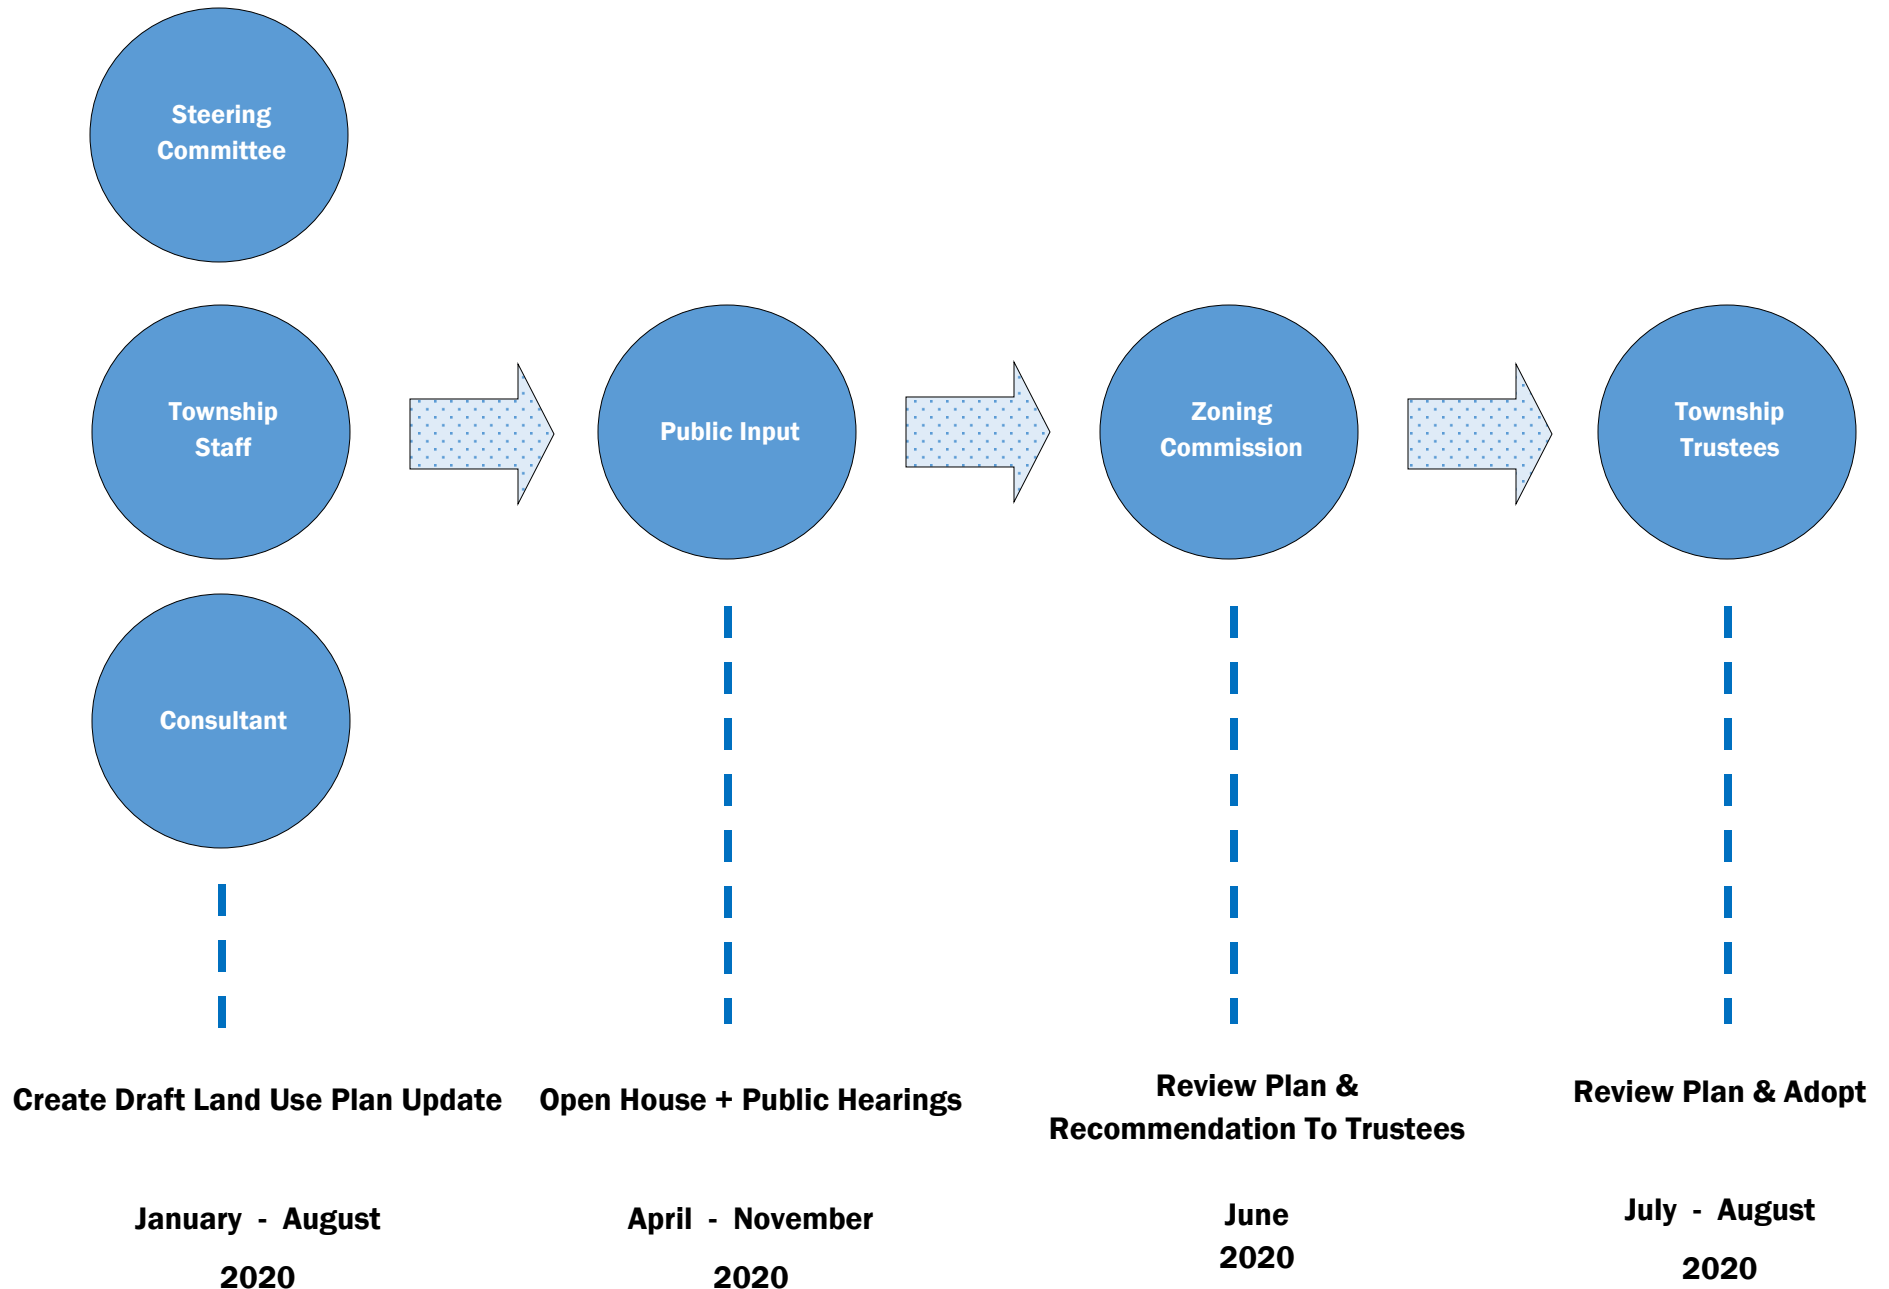 Steering
Committee
Township
Staff
Public Input
Zoning
Commission
Township
Trustees
Consultant
Create Draft Land Use Plan Update
Open House + Public Hearings
Review Plan &
Recommendation To Trustees
Review Plan & Adopt
January - August
2020
April - November
2020
June
2020
July - August
2020